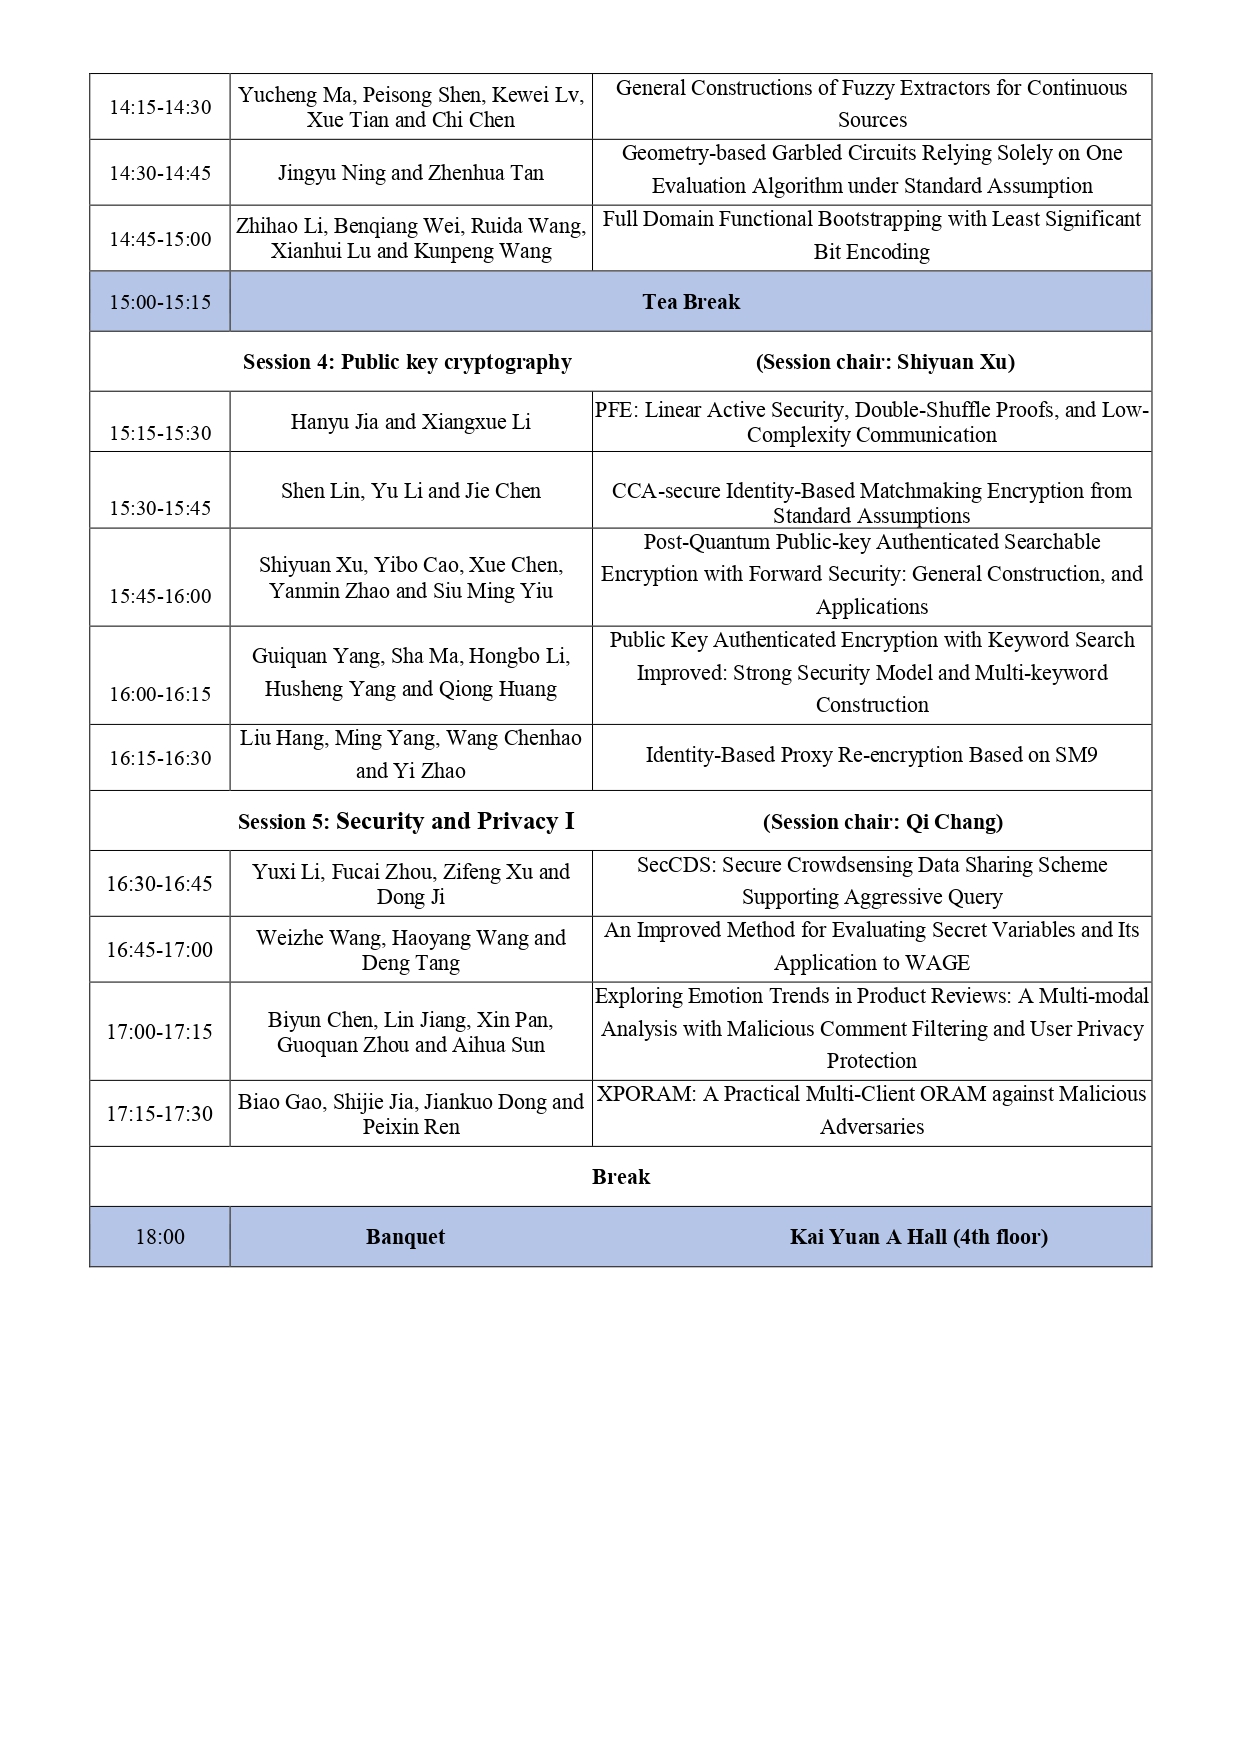 14:15-14:30
Yucheng Ma, Peisong Shen, Kewei Lv,
Xue Tian and Chi Chen
General Constructions of Fuzzy Extractors for Continuous
Sources
14:30-14:45
Jingyu Ning and Zhenhua Tan
Geometry-based Garbled Circuits Relying Solely on One
Evaluation Algorithm under Standard Assumption
14:45-15:00
Zhihao Li, Benqiang Wei, Ruida Wang,
Xianhui Lu and Kunpeng Wang
Full Domain Functional Bootstrapping with Least Significant
Bit Encoding
15:00-15:15
Tea Break
Session 4: Public key cryptography (Session chair: Shiyuan Xu)
15:15-15:30
Hanyu Jia and Xiangxue Li
PFE: Linear Active Security, Double-Shuffle Proofs, and Low-
Complexity Communication
15:30-15:45
Shen Lin, Yu Li and Jie Chen
CCA-secure Identity-Based Matchmaking Encryption from
Standard Assumptions
15:45-16:00
Shiyuan Xu, Yibo Cao, Xue Chen,
Yanmin Zhao and Siu Ming Yiu
Post-Quantum Public-key Authenticated Searchable
Encryption with Forward Security: General Construction, and
Applications
16:00-16:15
Guiquan Yang, Sha Ma, Hongbo Li,
Husheng Yang and Qiong Huang
Public Key Authenticated Encryption with Keyword Search
Improved: Strong Security Model and Multi-keyword
Construction
16:15-16:30
Liu Hang, Ming Yang, Wang Chenhao
and Yi Zhao
Identity-Based Proxy Re-encryption Based on SM9
Session 5: Security and Privacy I (Session chair: Qi Chang)
16:30-16:45
Yuxi Li, Fucai Zhou, Zifeng Xu and
Dong Ji
SecCDS: Secure Crowdsensing Data Sharing Scheme
Supporting Aggressive Query
16:45-17:00
Weizhe Wang, Haoyang Wang and
Deng Tang
An Improved Method for Evaluating Secret Variables and Its
Application to WAGE
17:00-17:15
Biyun Chen, Lin Jiang, Xin Pan,
Guoquan Zhou and Aihua Sun
Exploring Emotion Trends in Product Reviews: A Multi-modal
Analysis with Malicious Comment Filtering and User Privacy
Protection
17:15-17:30
Biao Gao, Shijie Jia, Jiankuo Dong and
Peixin Ren
XPORAM: A Practical Multi-Client ORAM against Malicious
Adversaries
Break
18:00
Banquet
Kai Yuan A Hall (4th floor)